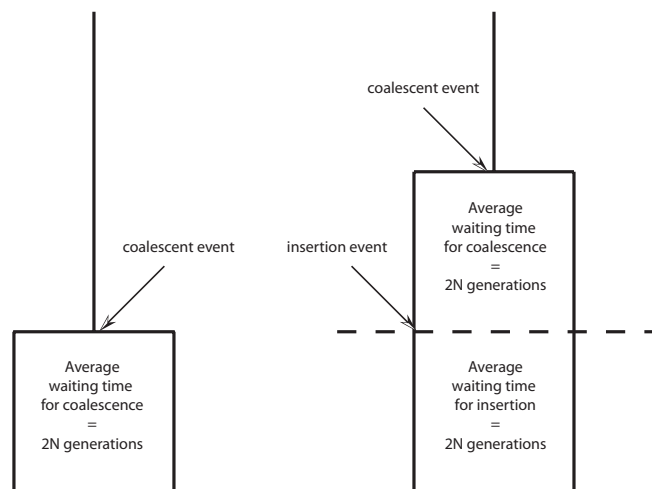 coalescent event
Average
waiting time
for coalescence
=
2N generations
coalescent event
insertion event
Average
waiting time
for coalescence
=
2N generations
Average
waiting time
for insertion
=
2N generations